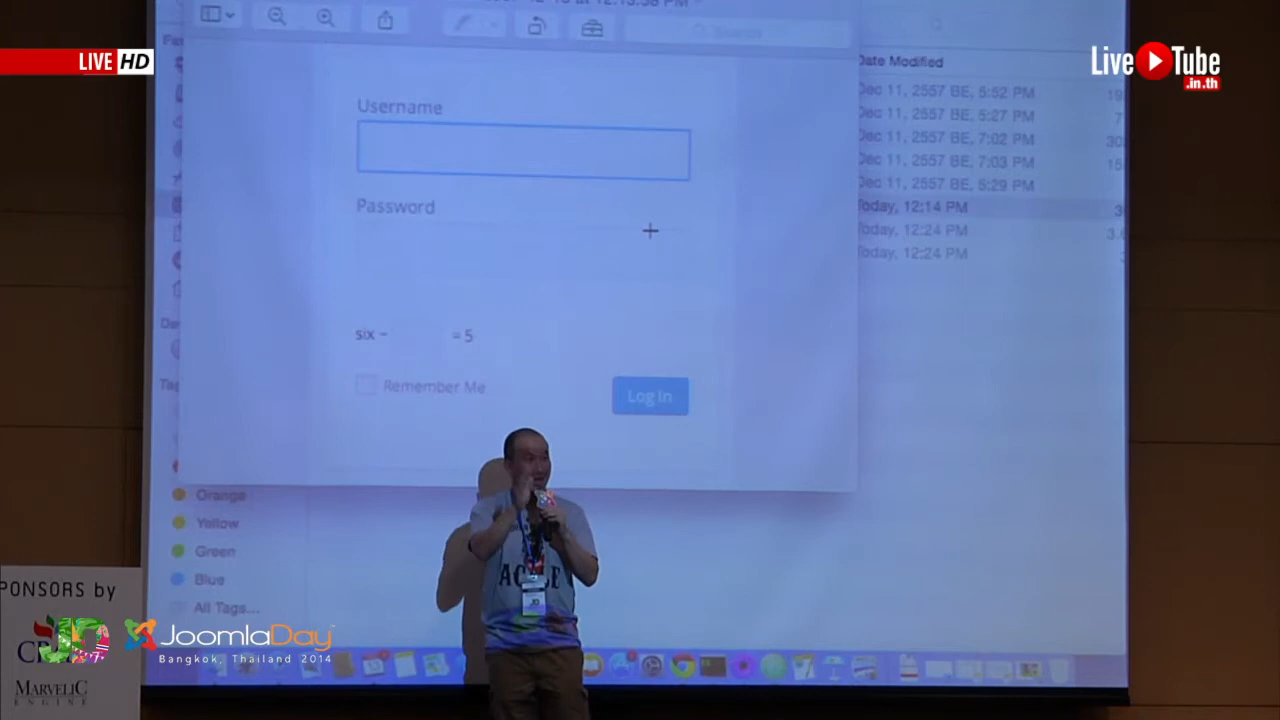 LIVE HD
Live Tube
.in.th
Date Modified
Dec 11, 2557 BE, 5:52 PM
Dec 11, 2557 BE, 5:27 PM
Dec 11, 2557 BE, 7:02 PM
Dec 11, 2557 BE, 7:03 PM
Dec 11, 2557 BE, 5:29 PM
Today, 12:14 PM
Today, 12:24 PM
Today, 12:24 PM
Username
Password
six − = 5
Remember Me
Log In
Orange
Yellow
Green
Blue
All Tags...
JD
JoomlaDay
Bangkok, Thailand 2014
MARVELIC
ENGINE